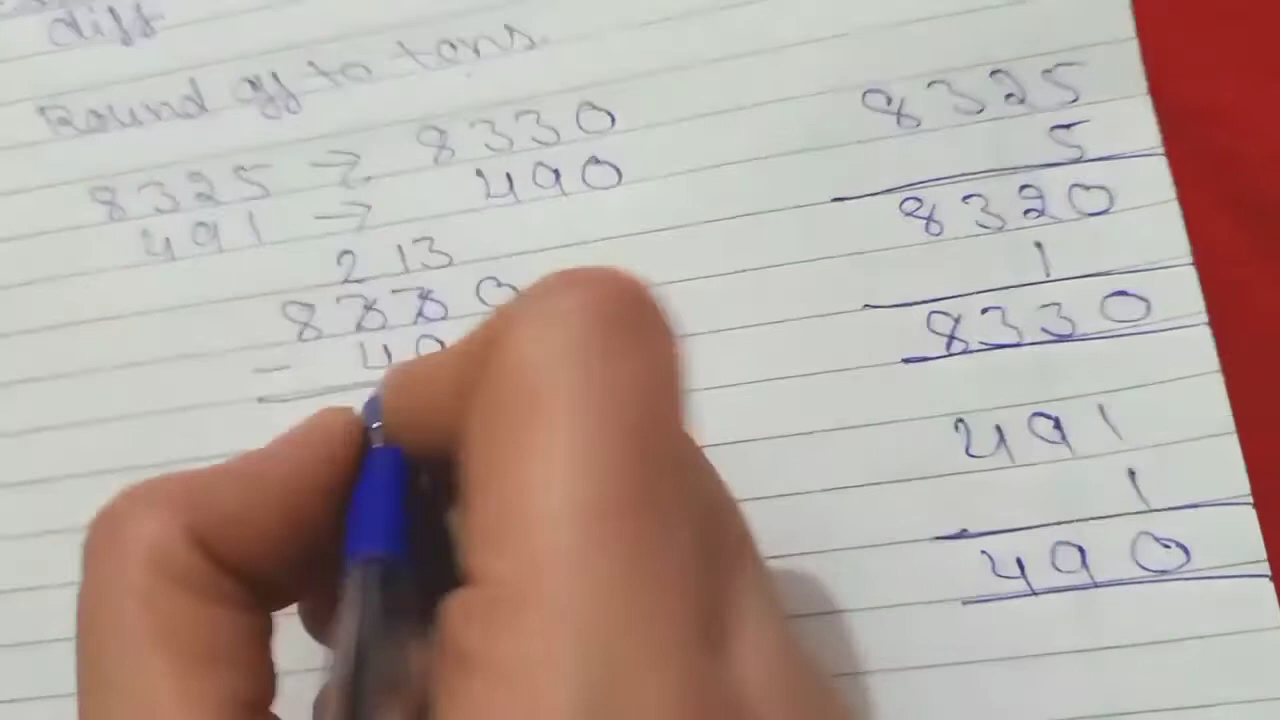 diff
Round off to tens.
8325 → 8330
491 → 490
2 13
8330
- 49
8325
5
8320
1
8330
491
1
490